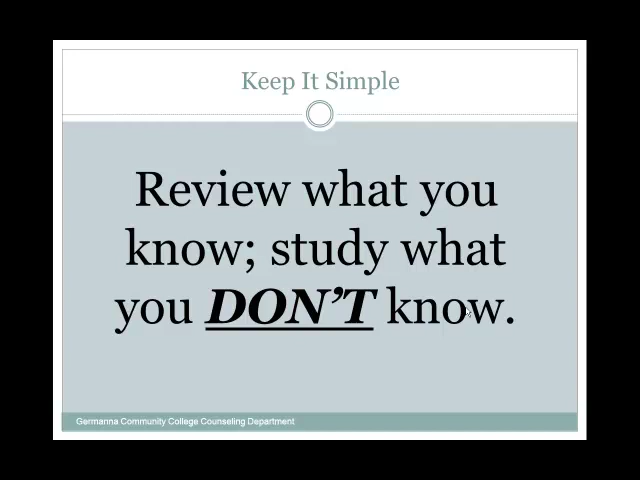 Keep It Simple
Review what you
know; study what
you DON’T know.
Germanna Community College Counseling Department